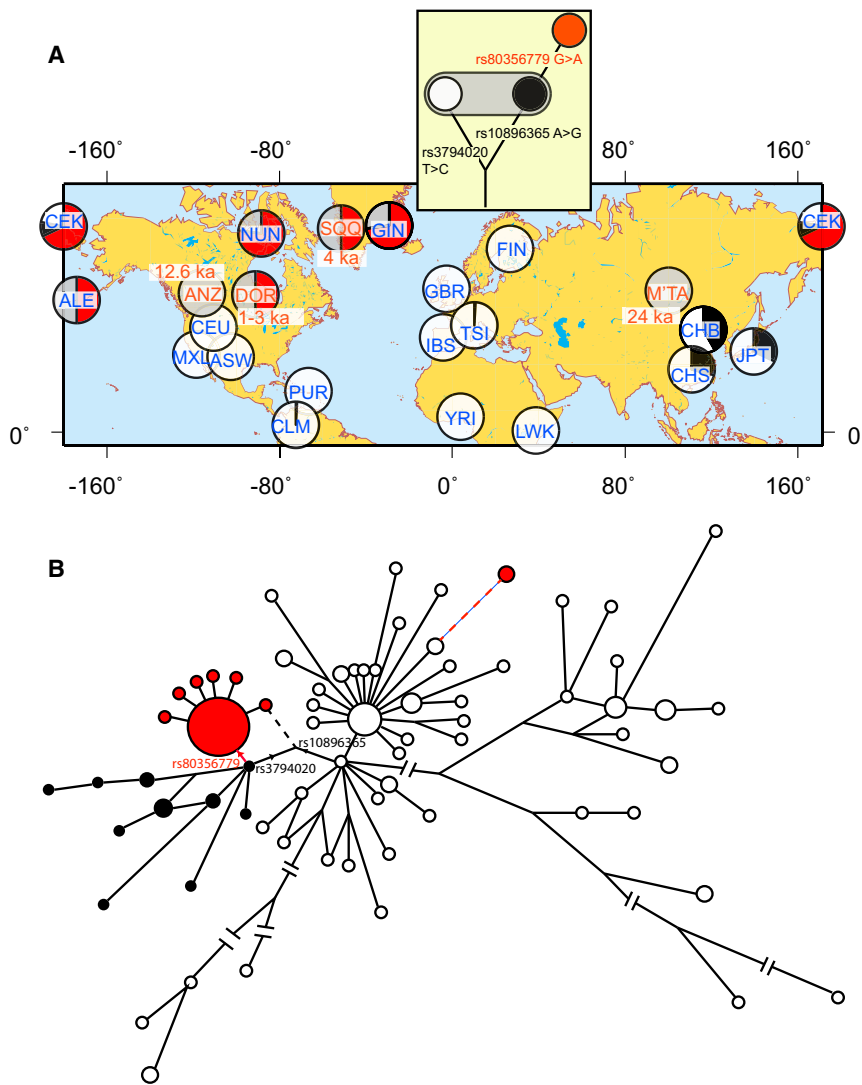 A
rs80356779 G>A
rs10896365 A>G
rs3794020
T>C
-160˚
-80˚
80˚
160˚
CEK
NUN
SQQ
GIN
CEK
4 ka
FIN
12.6 ka
ALE
ANZ
DOR
1-3 ka
GBR
M'TA
24 ka
CEU
TSI
CHB
IBS
MXL
ASW
JPT
CHS
PUR
CLM
YRI
LWK
0˚
0
-160˚
-80˚
0˚
80˚
160˚
B
rs10896365
rs80356779
rs3794020